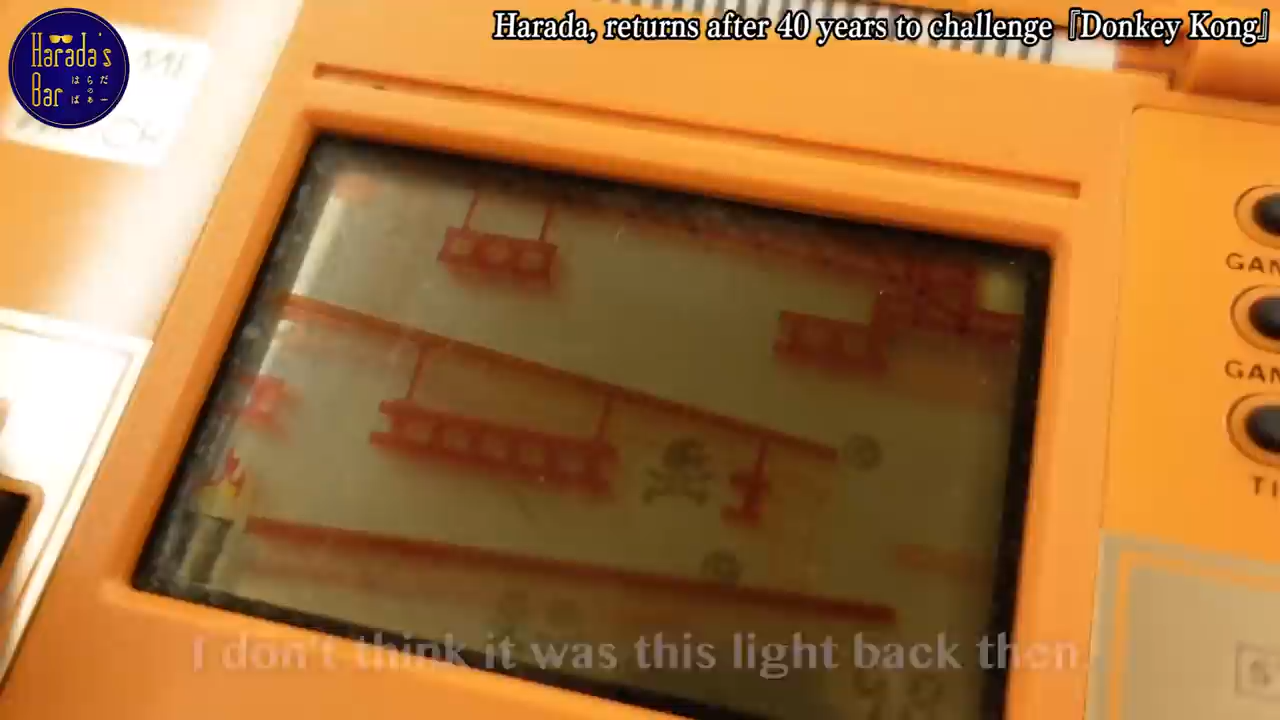 Harada, returns after 40 years to challenge『Donkey Kong』
Harada's
はらだ
の
Bar
ばぁー
GAM
GAM
TI
S
I don't think it was this light back then.